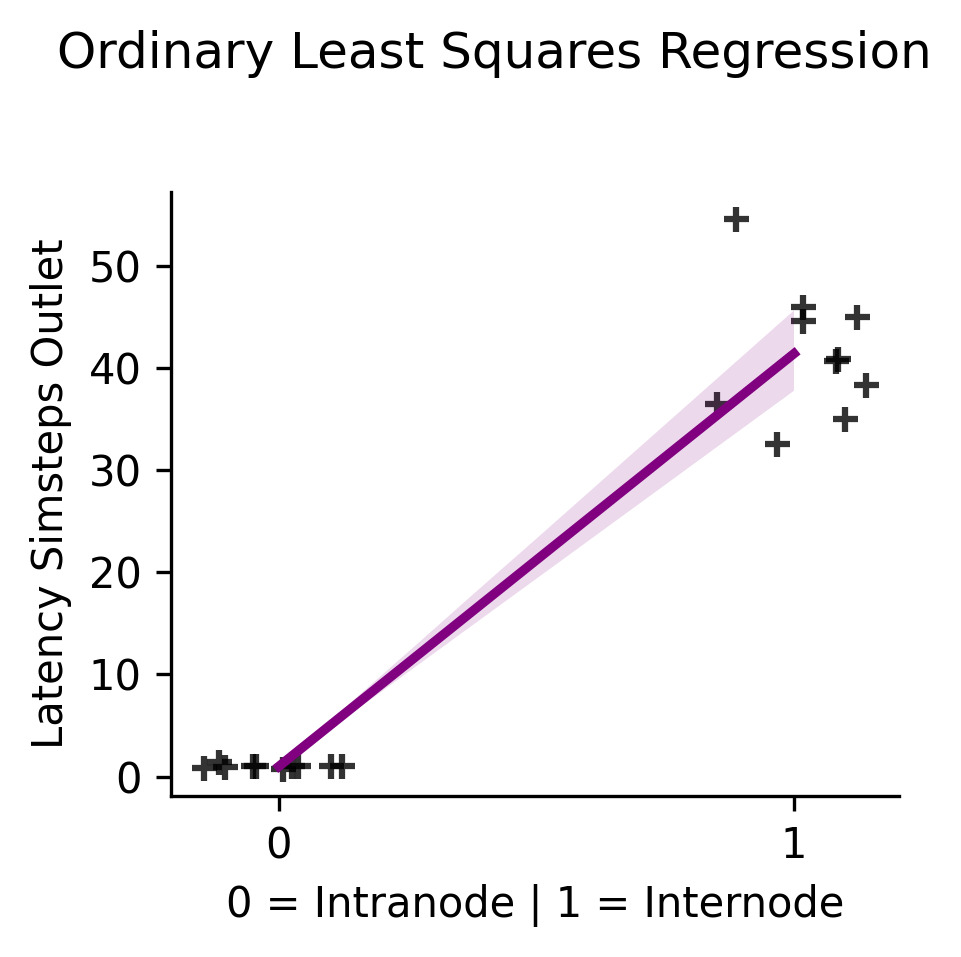 Ordinary Least Squares Regression
Latency Simsteps Outlet
50
40
30
20
10
0
0 1
0 = Intranode | 1 = Internode